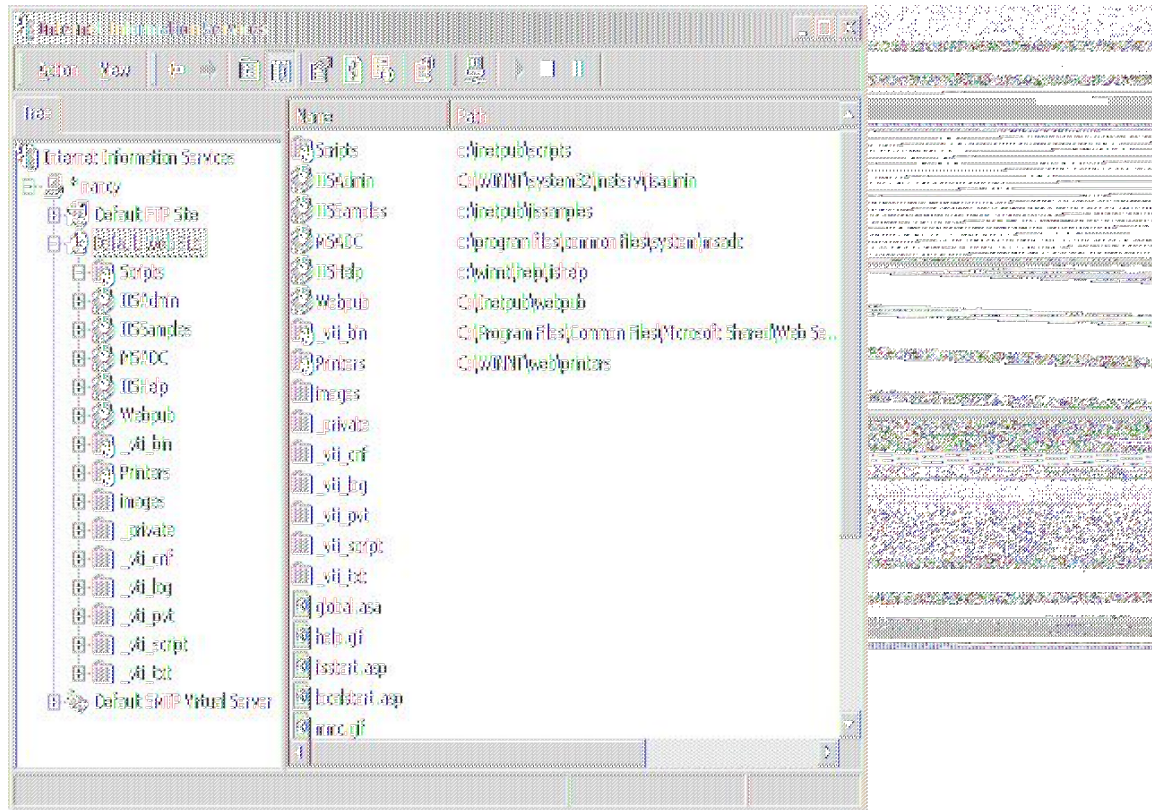 Internet Information Services
Action View
Tree
Name Path
Internet Information Services
* nancy
Default FTP Site
Default Web Site
Scripts
IISAdmin
IISSamples
MSADC
IISHelp
Webpub
_vti_bin
Printers
images
_private
_vti_cnf
_vti_log
_vti_pvt
_vti_script
_vti_txt
Default SMTP Virtual Server
Scripts c:\inetpub\scripts
IISAdmin C:\WINNT\System32\inetsrv\iisadmin
IISSamples c:\inetpub\iissamples
MSADC c:\program files\common files\system\msadc
IISHelp c:\winnt\help\iishelp
Webpub C:\Inetpub\webpub
_vti_bin C:\Program Files\Common Files\Microsoft Shared\Web Se...
Printers C:\WINNT\web\printers
images
_private
_vti_cnf
_vti_log
_vti_pvt
_vti_script
_vti_txt
global.asa
help.gif
iisstart.asp
localstart.asp
mmc.gif